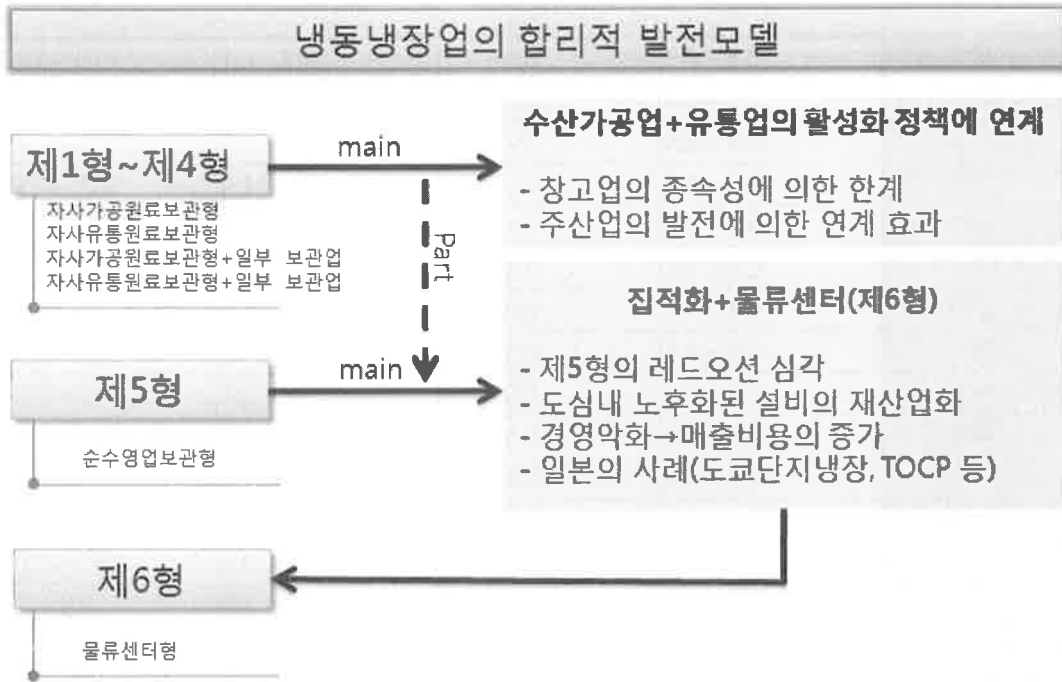 냉동냉장업의 합리적 발전모델
제1형~제4형
자사가공원료보관형
자사유통원료보관형
자사가공원료보관형+일부 보관업
자사유통원료보관형+일부 보관업
main
Part
수산가공업+유통업의 활성화 정책에 연계
- 창고업의 종속성에 의한 한계
- 주산업의 발전에 의한 연계 효과
제5형
순수영업보관형
main
집적화+물류센터(제6형)
- 제5형의 레드오션 심각
- 도심내 노후화된 설비의 재산업화
- 경영악화→매출비용의 증가
- 일본의 사례(도쿄단지냉장, TOCP 등)
제6형
물류센터형